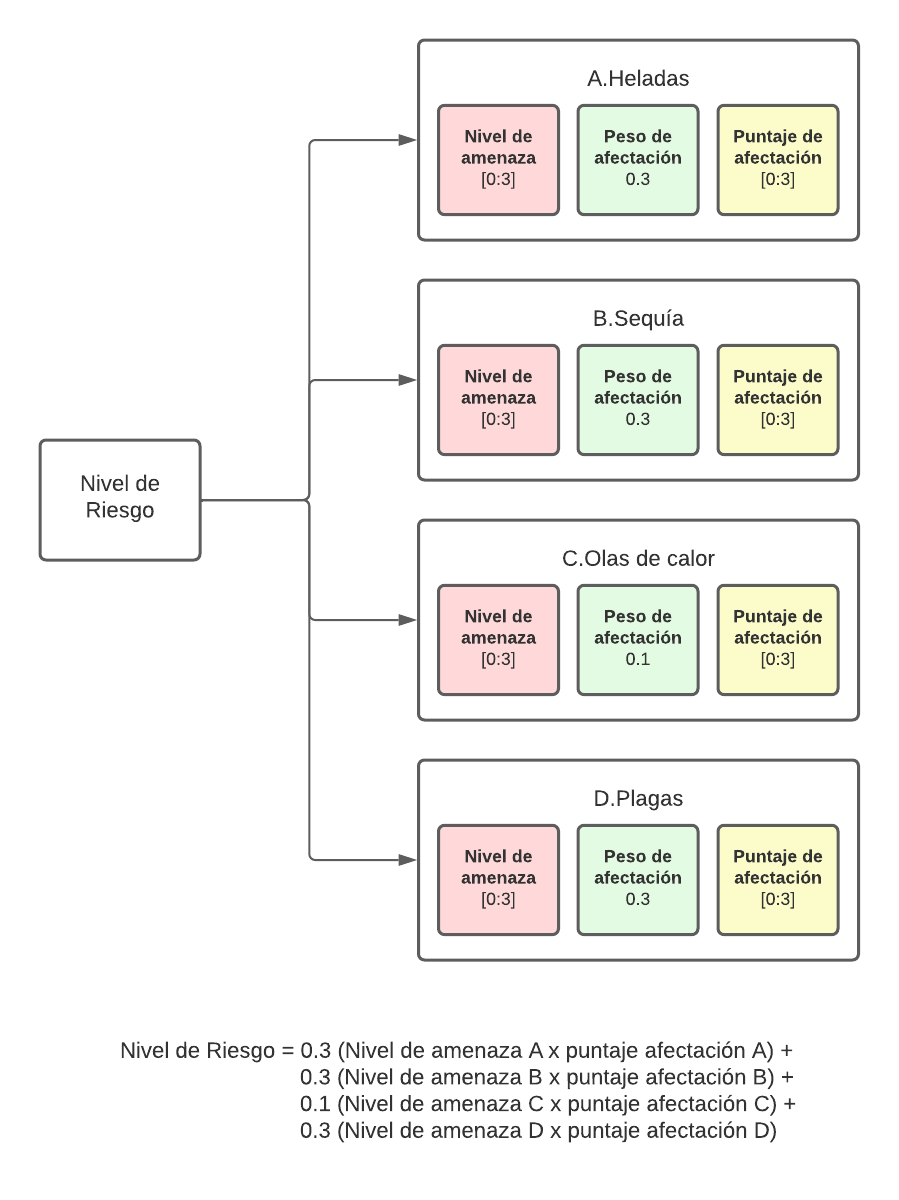 A.Heladas
Nivel de
amenaza
[0:3]
Peso de
afectación
0.3
Puntaje de
afectación
[0:3]
B.Sequía
Nivel de
amenaza
[0:3]
Peso de
afectación
0.3
Puntaje de
afectación
[0:3]
Nivel de
Riesgo
C.Olas de calor
Nivel de
amenaza
[0:3]
Peso de
afectación
0.1
Puntaje de
afectación
[0:3]
D.Plagas
Nivel de
amenaza
[0:3]
Peso de
afectación
0.3
Puntaje de
afectación
[0:3]
Nivel de Riesgo = 0.3 (Nivel de amenaza A x puntaje afectación A) +
0.3 (Nivel de amenaza B x puntaje afectación B) +
0.1 (Nivel de amenaza C x puntaje afectación C) +
0.3 (Nivel de amenaza D x puntaje afectación D)